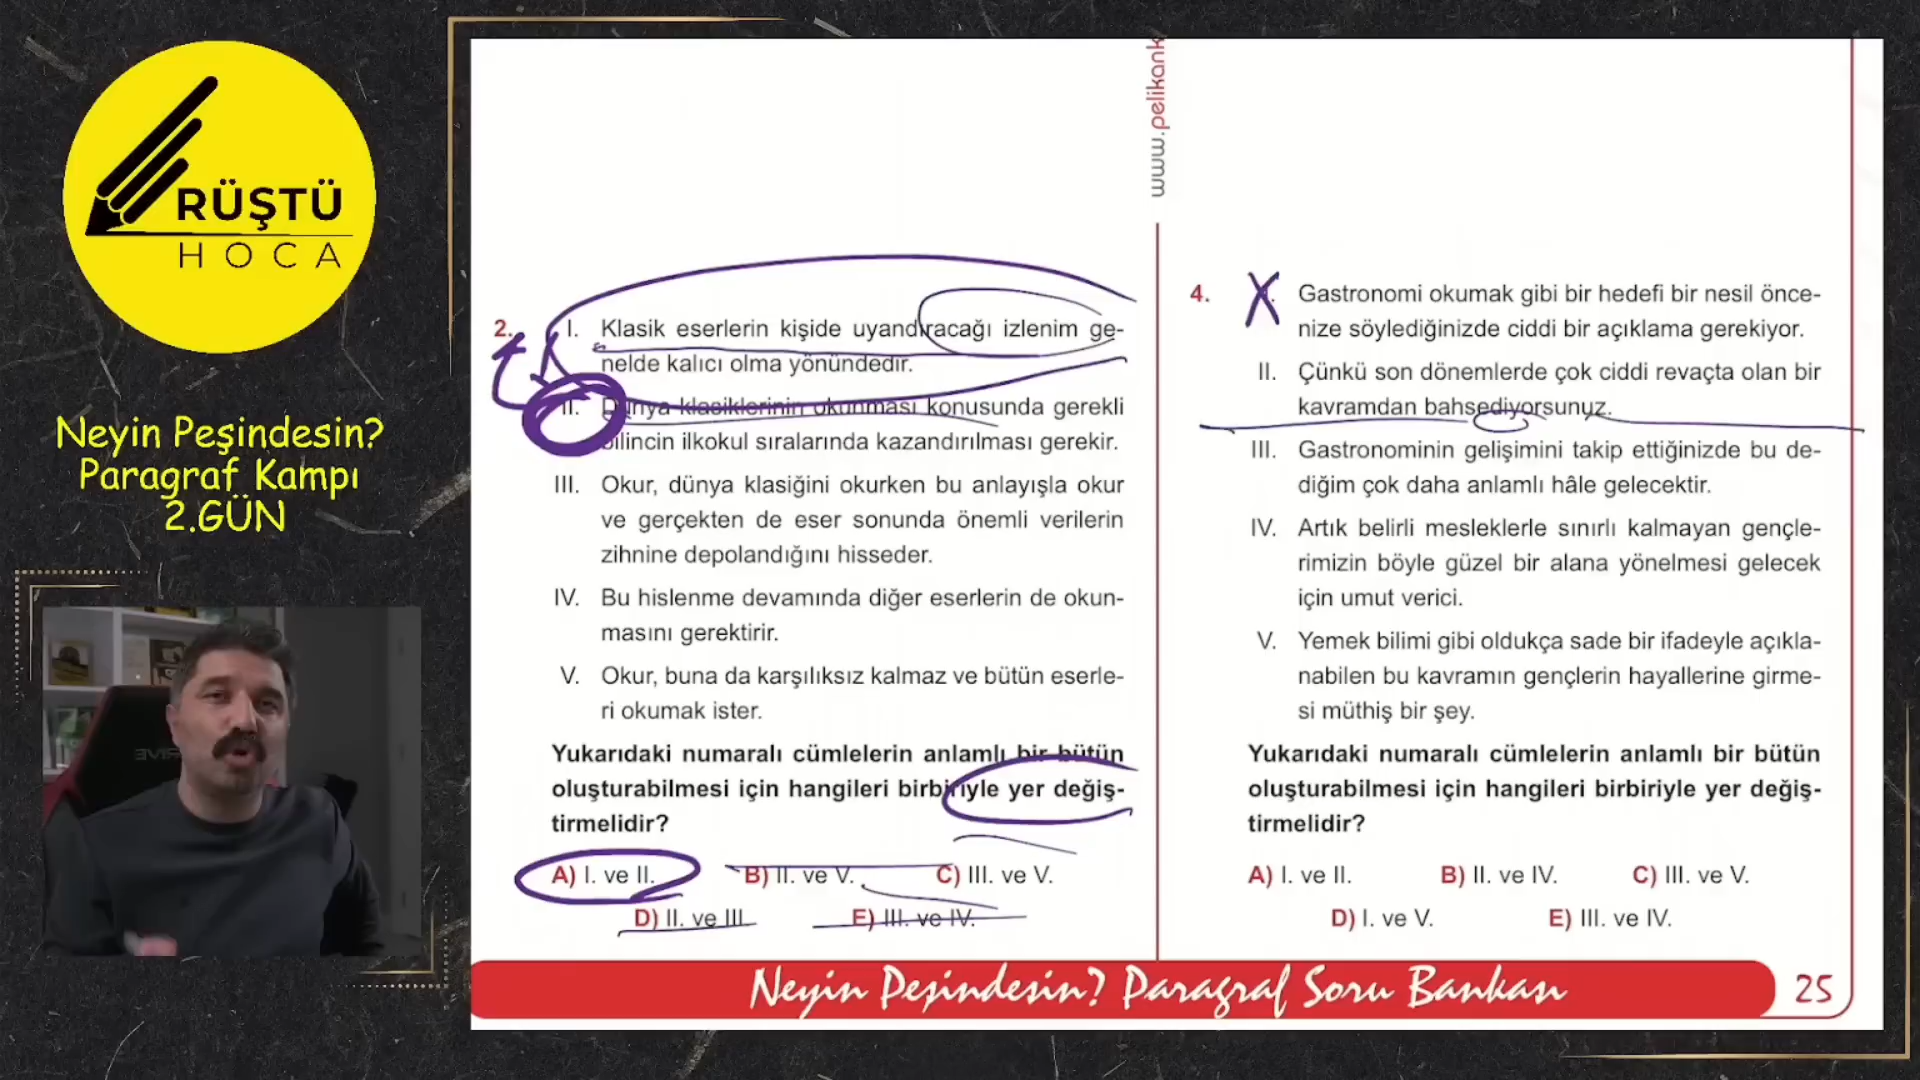 RÜŞTÜ
HOCA
Neyin Peşindesin?
Paragraf Kampı
2.GÜN
www.pelikank
2.
I. Klasik eserlerin kişide uyandıracağı izlenim ge-
nelde kalıcı olma yönündedir.
II. Dünya klasiklerinin okunması konusunda gerekli
bilincin ilkokul sıralarında kazandırılması gerekir.
III. Okur, dünya klasiğini okurken bu anlayışla okur
ve gerçekten de eser sonunda önemli verilerin
zihnine depolandığını hisseder.
IV. Bu hislenme devamında diğer eserlerin de okun-
masını gerektirir.
V. Okur, buna da karşılıksız kalmaz ve bütün eserle-
ri okumak ister.
Yukarıdaki numaralı cümlelerin anlamlı bir bütün
oluşturabilmesi için hangileri birbiriyle yer değiş-
tirmelidir?
A) I. ve II. B) II. ve V. C) III. ve V.
D) II. ve III. E) III. ve IV.
4.
Gastronomi okumak gibi bir hedefi bir nesil önce-
nize söylediğinizde ciddi bir açıklama gerekiyor.
II. Çünkü son dönemlerde çok ciddi revaçta olan bir
kavramdan bahsediyorsunuz.
III. Gastronominin gelişimini takip ettiğinizde bu de-
diğim çok daha anlamlı hâle gelecektir.
IV. Artık belirli mesleklerle sınırlı kalmayan gençle-
rimizin böyle güzel bir alana yönelmesi gelecek
için umut verici.
V. Yemek bilimi gibi oldukça sade bir ifadeyle açıkla-
nabilen bu kavramın gençlerin hayallerine girme-
si müthiş bir şey.
Yukarıdaki numaralı cümlelerin anlamlı bir bütün
oluşturabilmesi için hangileri birbiriyle yer değiş-
tirmelidir?
A) I. ve II. B) II. ve IV. C) III. ve V.
D) I. ve V. E) III. ve IV.
Neyin Peşindesin? Paragraf Soru Bankası
25